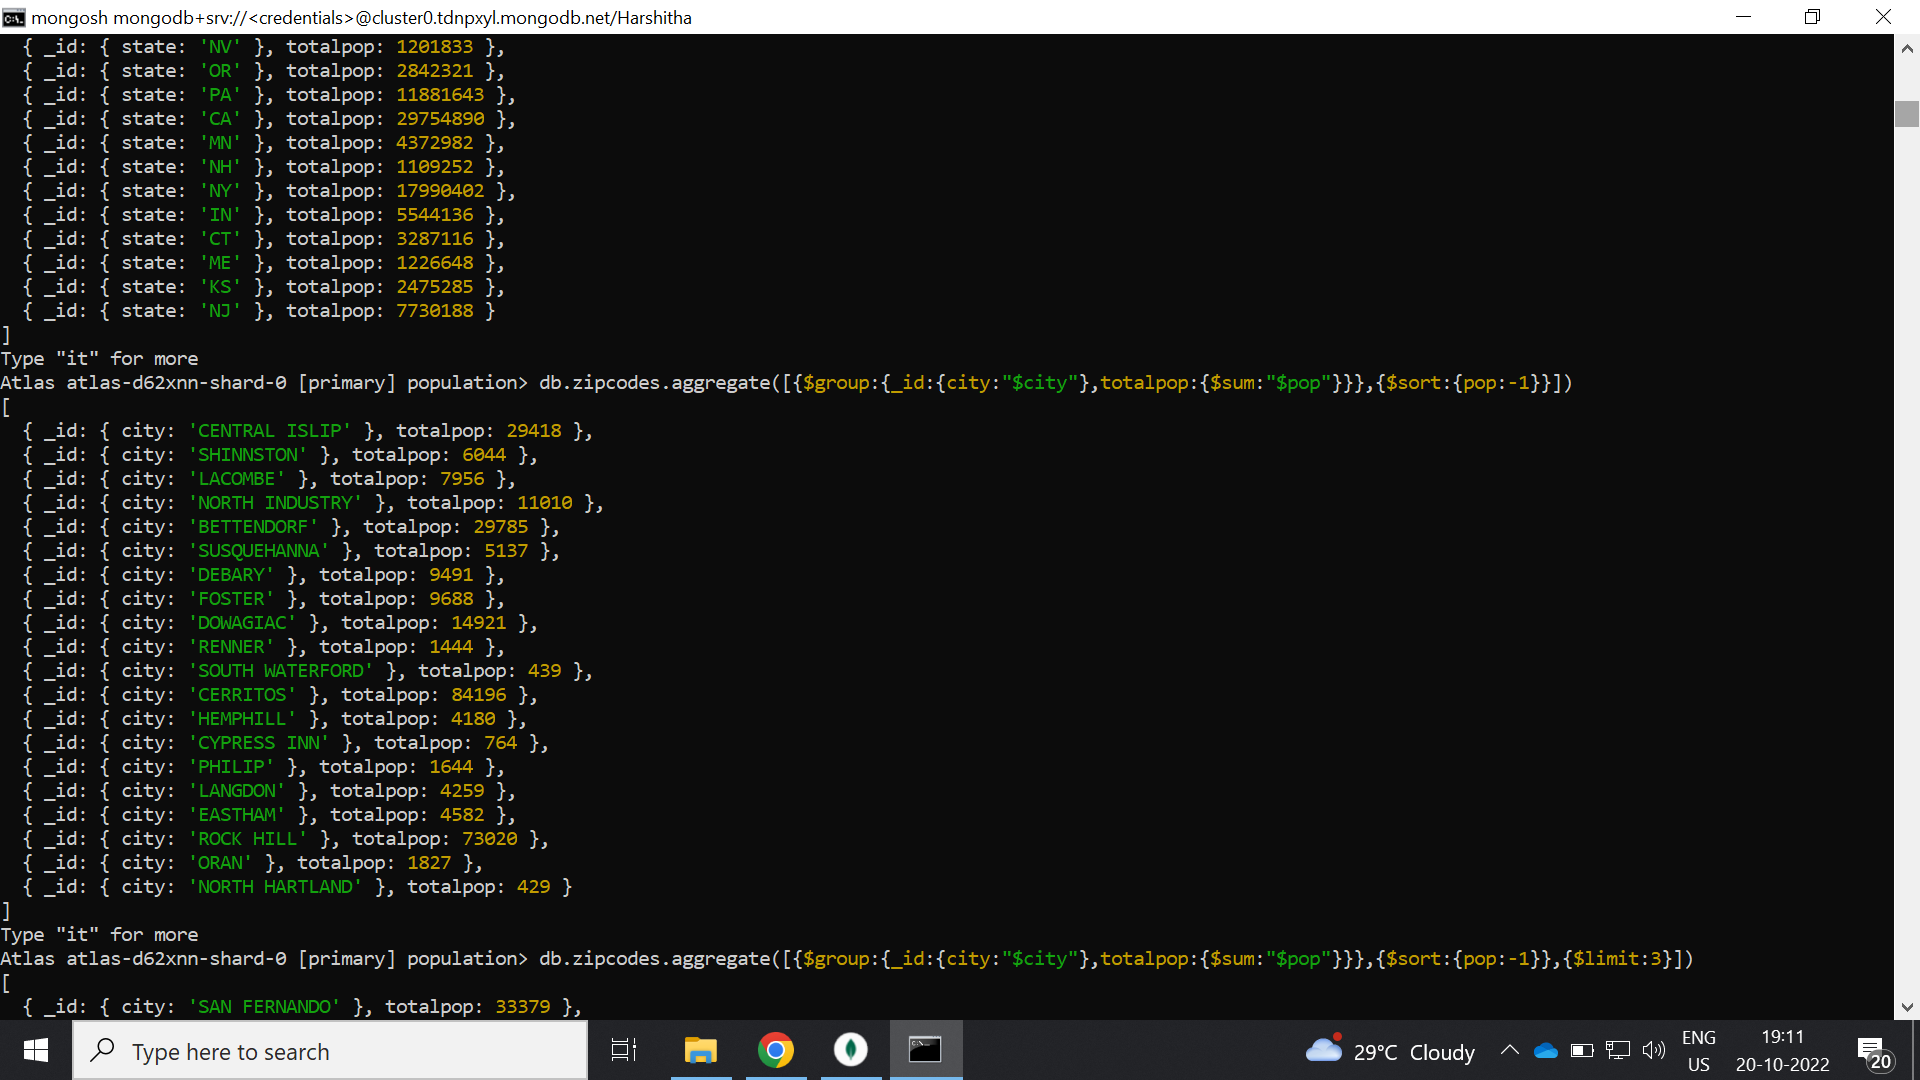 mongosh mongodb+srv://<credentials>@cluster0.tdnpxyl.mongodb.net/Harshitha
{ _id: { state: 'NV' }, totalpop: 1201833 },
{ _id: { state: 'OR' }, totalpop: 2842321 },
{ _id: { state: 'PA' }, totalpop: 11881643 },
{ _id: { state: 'CA' }, totalpop: 29754890 },
{ _id: { state: 'MN' }, totalpop: 4372982 },
{ _id: { state: 'NH' }, totalpop: 1109252 },
{ _id: { state: 'NY' }, totalpop: 17990402 },
{ _id: { state: 'IN' }, totalpop: 5544136 },
{ _id: { state: 'CT' }, totalpop: 3287116 },
{ _id: { state: 'ME' }, totalpop: 1226648 },
{ _id: { state: 'KS' }, totalpop: 2475285 },
{ _id: { state: 'NJ' }, totalpop: 7730188 }
]
Type "it" for more
Atlas atlas-d62xnn-shard-0 [primary] population> db.zipcodes.aggregate([{$group:{_id:{city:"$city"},totalpop:{$sum:"$pop"}}},{$sort:{pop:-1}}])
[
{ _id: { city: 'CENTRAL ISLIP' }, totalpop: 29418 },
{ _id: { city: 'SHINNSTON' }, totalpop: 6044 },
{ _id: { city: 'LACOMBE' }, totalpop: 7956 },
{ _id: { city: 'NORTH INDUSTRY' }, totalpop: 11010 },
{ _id: { city: 'BETTENDORF' }, totalpop: 29785 },
{ _id: { city: 'SUSQUEHANNA' }, totalpop: 5137 },
{ _id: { city: 'DEBARY' }, totalpop: 9491 },
{ _id: { city: 'FOSTER' }, totalpop: 9688 },
{ _id: { city: 'DOWAGIAC' }, totalpop: 14921 },
{ _id: { city: 'RENNER' }, totalpop: 1444 },
{ _id: { city: 'SOUTH WATERFORD' }, totalpop: 439 },
{ _id: { city: 'CERRITOS' }, totalpop: 84196 },
{ _id: { city: 'HEMPHILL' }, totalpop: 4180 },
{ _id: { city: 'CYPRESS INN' }, totalpop: 764 },
{ _id: { city: 'PHILIP' }, totalpop: 1644 },
{ _id: { city: 'LANGDON' }, totalpop: 4259 },
{ _id: { city: 'EASTHAM' }, totalpop: 4582 },
{ _id: { city: 'ROCK HILL' }, totalpop: 73020 },
{ _id: { city: 'ORAN' }, totalpop: 1827 },
{ _id: { city: 'NORTH HARTLAND' }, totalpop: 429 }
]
Type "it" for more
Atlas atlas-d62xnn-shard-0 [primary] population> db.zipcodes.aggregate([{$group:{_id:{city:"$city"},totalpop:{$sum:"$pop"}}},{$sort:{pop:-1}},{$limit:3}])
[
{ _id: { city: 'SAN FERNANDO' }, totalpop: 33379 },
Type here to search
29°C Cloudy
ENG
US
19:11
20-10-2022
20